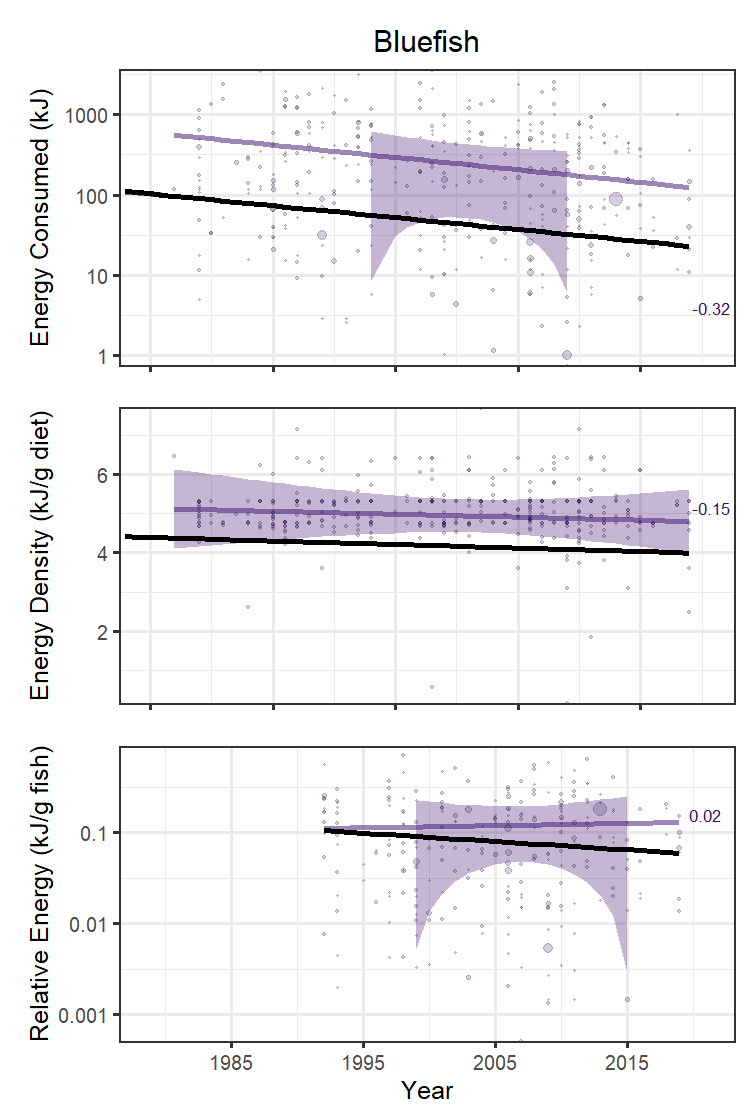 Bluefish
Energy Consumed (kJ)
1000
100
10
1
-0.32
Energy Density (kJ/g diet)
6
4
2
-0.15
Relative Energy (kJ/g fish)
0.1
0.01
0.001
0.02
1985 1995 2005 2015
Year